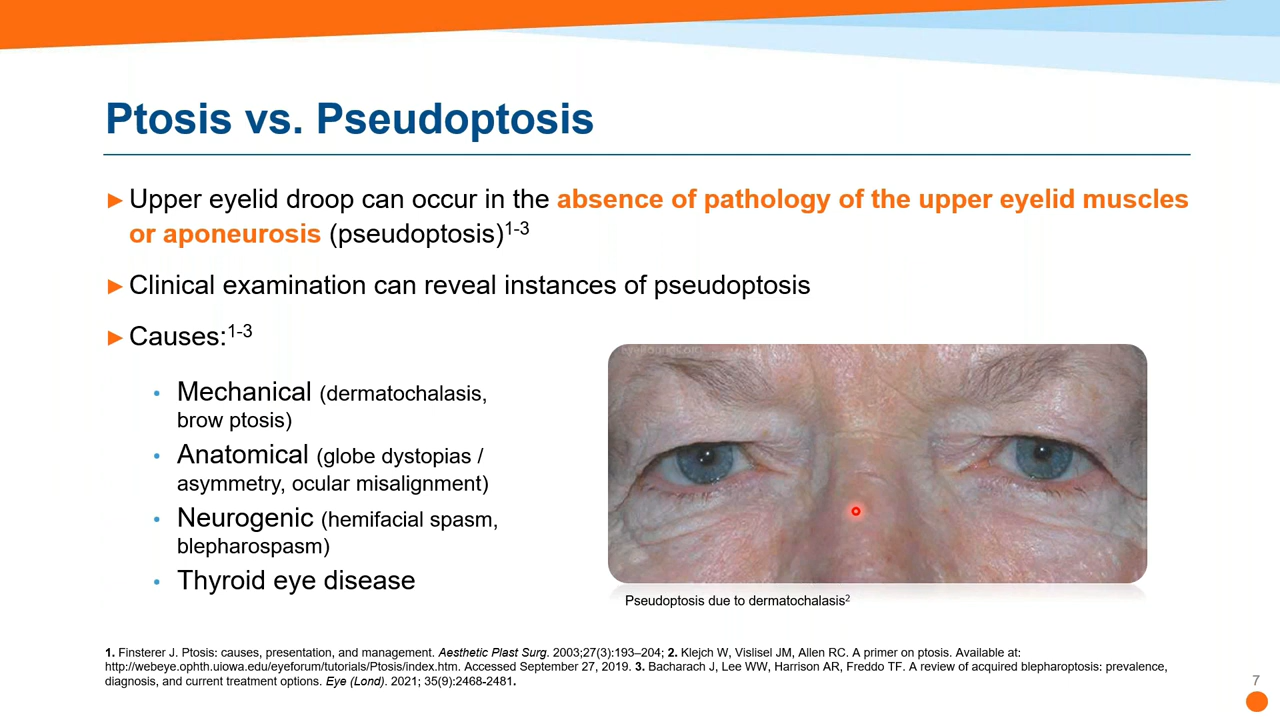 Ptosis vs. Pseudoptosis
►Upper eyelid droop can occur in the absence of pathology of the upper eyelid muscles
or aponeurosis (pseudoptosis)1-3
►Clinical examination can reveal instances of pseudoptosis
►Causes:1-3
• Mechanical (dermatochalasis,
brow ptosis)
• Anatomical (globe dystopias /
asymmetry, ocular misalignment)
• Neurogenic (hemifacial spasm,
blepharospasm)
• Thyroid eye disease
Pseudoptosis due to dermatochalasis2
1. Finsterer J. Ptosis: causes, presentation, and management. Aesthetic Plast Surg. 2003;27(3):193–204; 2. Klejch W, Vislisel JM, Allen RC. A primer on ptosis. Available at:
http://webeye.ophth.uiowa.edu/eyeforum/tutorials/Ptosis/index.htm. Accessed September 27, 2019. 3. Bacharach J, Lee WW, Harrison AR, Freddo TF. A review of acquired blepharoptosis: prevalence,
diagnosis, and current treatment options. Eye (Lond). 2021; 35(9):2468-2481.
7